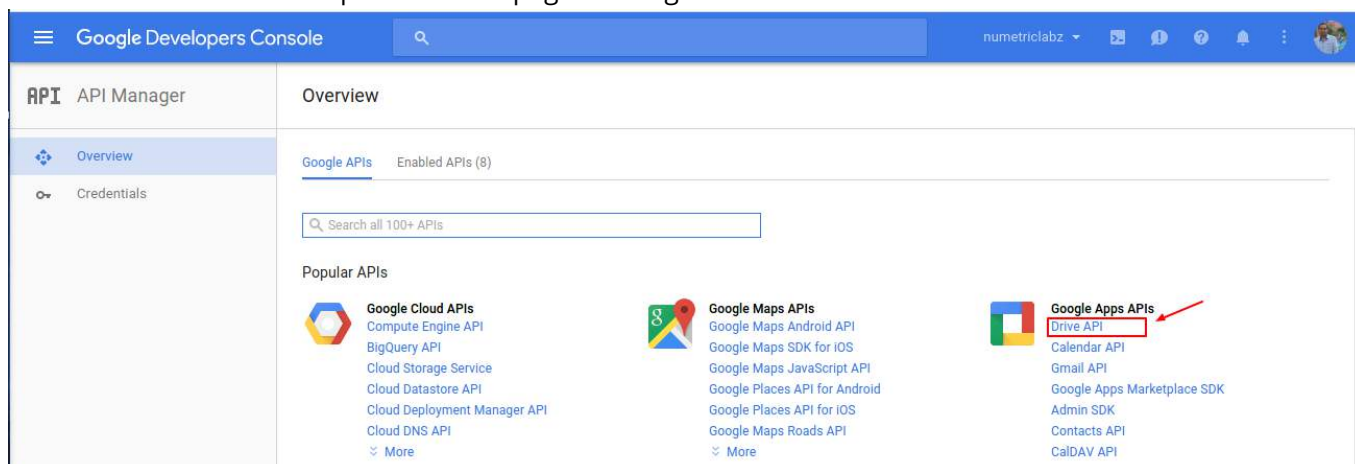 Google Developers Console
numetriclabz
API API Manager
Overview
Overview
Credentials
Google APIs
Enabled APIs (8)
Search all 100+ APIs
Popular APIs
Google Cloud APIs
Compute Engine API
BigQuery API
Cloud Storage Service
Cloud Datastore API
Cloud Deployment Manager API
Cloud DNS API
More
8
Google Maps APIs
Google Maps Android API
Google Maps SDK for iOS
Google Maps JavaScript API
Google Places API for Android
Google Places API for iOS
Google Maps Roads API
More
Google Apps APIs
Drive API
Calendar API
Gmail API
Google Apps Marketplace SDK
Admin SDK
Contacts API
CalDAV API